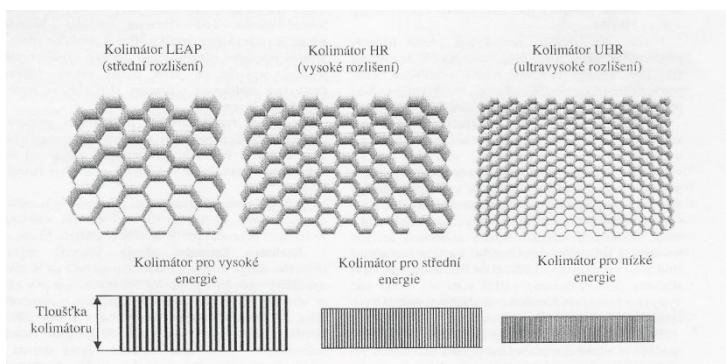 Kolimátor LEAP
(střední rozlišení)
Kolimátor HR
(vysoké rozlišení)
Kolimátor UHR
(ultravysoké rozlišení)
Kolimátor pro vysoké
energie
Kolimátor pro střední
energie
Kolimátor pro nízké
energie
Tloušťka
kolimátoru